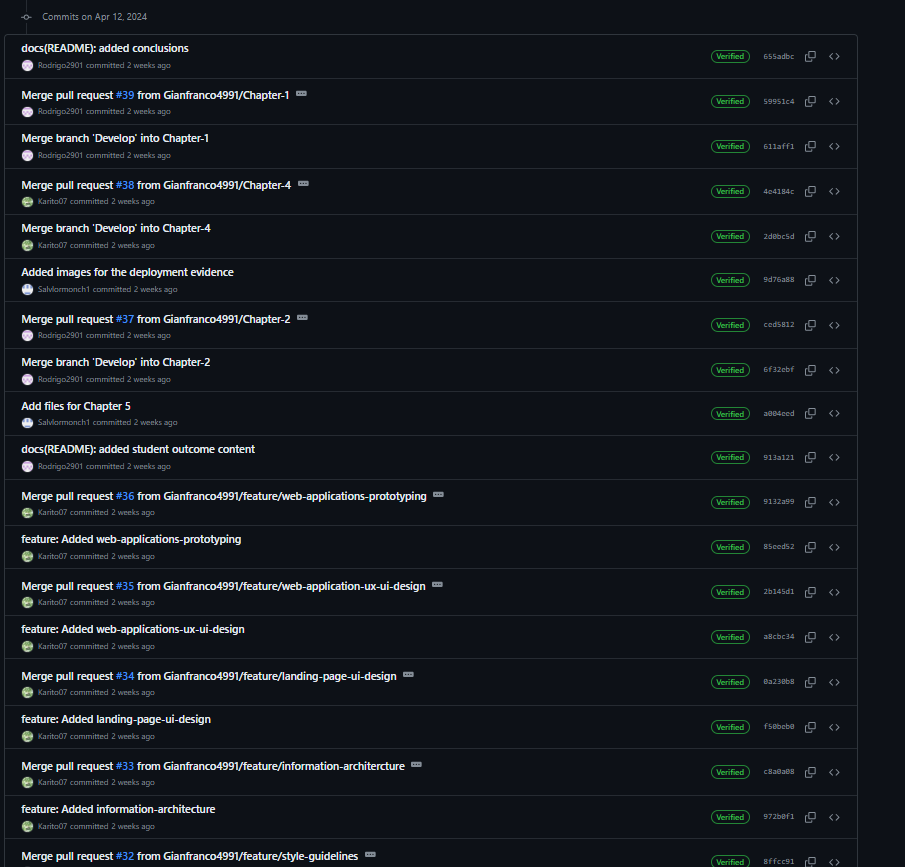 Commits on Apr 12, 2024
docs(README): added conclusions
Rodrigo2901 committed 2 weeks ago
Verified 655adbc
Merge pull request #39 from Gianfranco4991/Chapter-1
Rodrigo2901 committed 2 weeks ago
Verified 59951c4
Merge branch 'Develop' into Chapter-1
Rodrigo2901 committed 2 weeks ago
Verified 611aff1
Merge pull request #38 from Gianfranco4991/Chapter-4
Karito07 committed 2 weeks ago
Verified 4e4184c
Merge branch 'Develop' into Chapter-4
Karito07 committed 2 weeks ago
Verified 2d0bc5d
Added images for the deployment evidence
Salvlormonch1 committed 2 weeks ago
Verified 9d76a88
Merge pull request #37 from Gianfranco4991/Chapter-2
Rodrigo2901 committed 2 weeks ago
Verified ced5812
Merge branch 'Develop' into Chapter-2
Rodrigo2901 committed 2 weeks ago
Verified 6f32ebf
Add files for Chapter 5
Salvlormonch1 committed 2 weeks ago
Verified a004eed
docs(README): added student outcome content
Rodrigo2901 committed 2 weeks ago
Verified 913a121
Merge pull request #36 from Gianfranco4991/feature/web-applications-prototyping
Karito07 committed 2 weeks ago
Verified 9132a99
feature: Added web-applications-prototyping
Karito07 committed 2 weeks ago
Verified 85eed52
Merge pull request #35 from Gianfranco4991/feature/web-application-ux-ui-design
Karito07 committed 2 weeks ago
Verified 2b145d1
feature: Added web-applications-ux-ui-design
Karito07 committed 2 weeks ago
Verified a8cbc34
Merge pull request #34 from Gianfranco4991/feature/landing-page-ui-design
Karito07 committed 2 weeks ago
Verified 0a230b8
feature: Added landing-page-ui-design
Karito07 committed 2 weeks ago
Verified f50beb0
Merge pull request #33 from Gianfranco4991/feature/information-architercture
Karito07 committed 2 weeks ago
Verified c8a0a08
feature: Added information-architecture
Karito07 committed 2 weeks ago
Verified 972b0f1
Merge pull request #32 from Gianfranco4991/feature/style-guidelines
Verified 8ffcc91